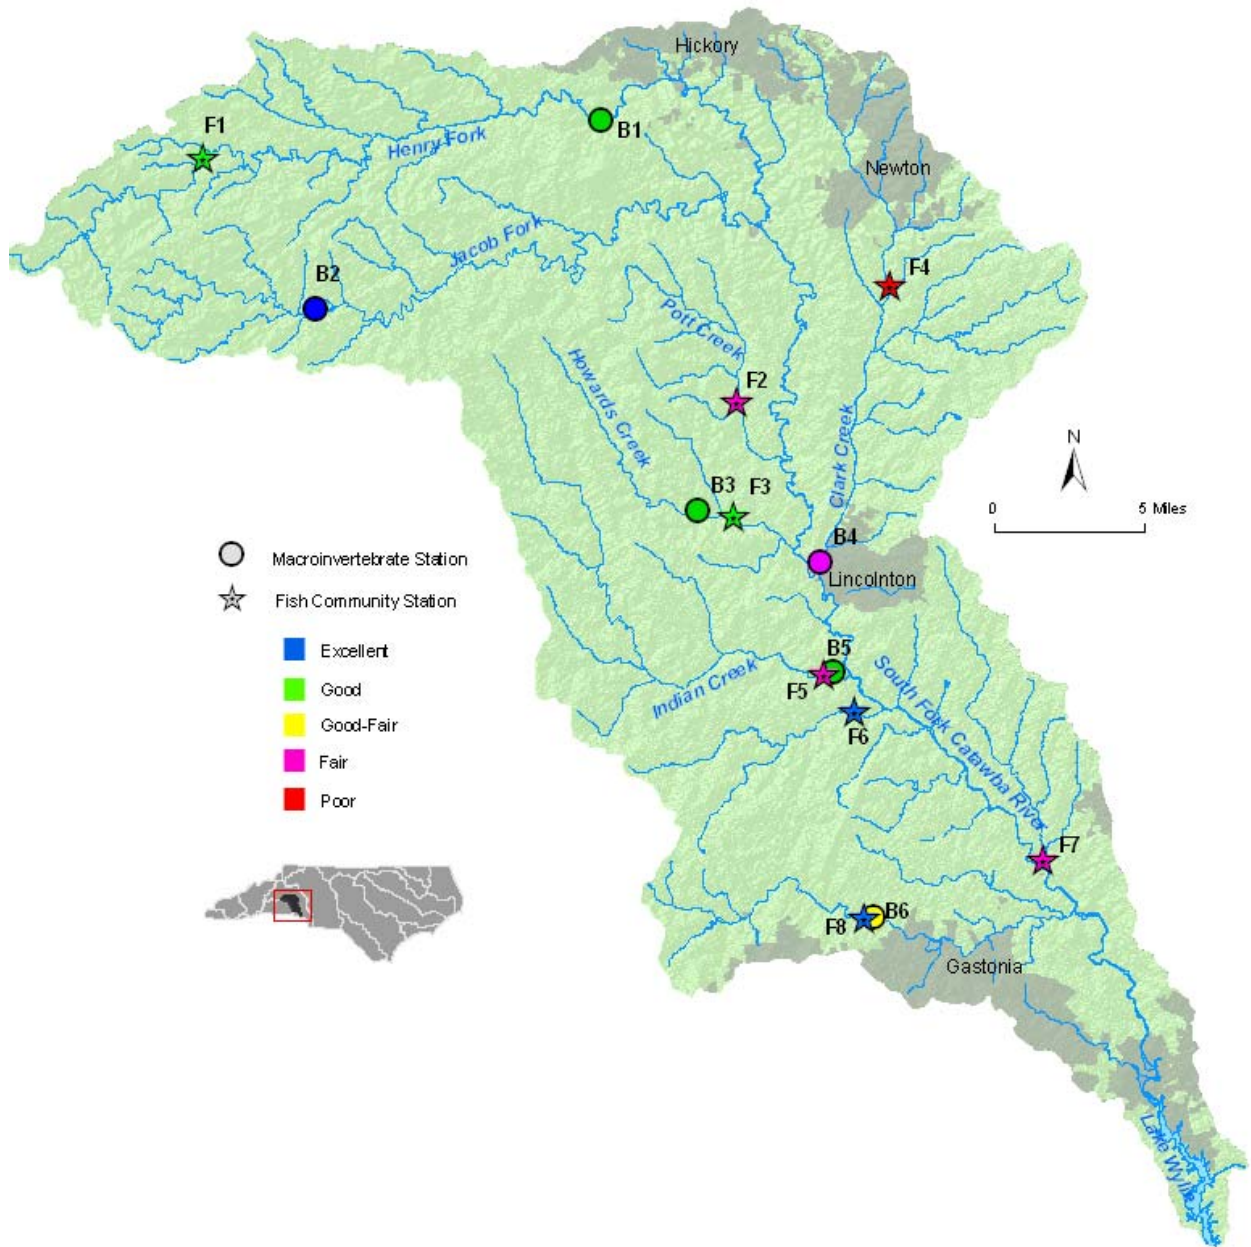 Hickory
F1
B1
Henry Fork
Newton
Jacob Fork
B2
F4
Pott Creek
Howards Creek
F2
Clark Creek
N
B3
F3
0
5 Miles
B4
Lincolnton
Macroinvertebrate Station
Fish Community Station
Excellent
Good
Good-Fair
Fair
Poor
B5
F5
Indian Creek
South Fork Catawba River
F6
F7
F8
B6
Gastonia
Lake Wylie